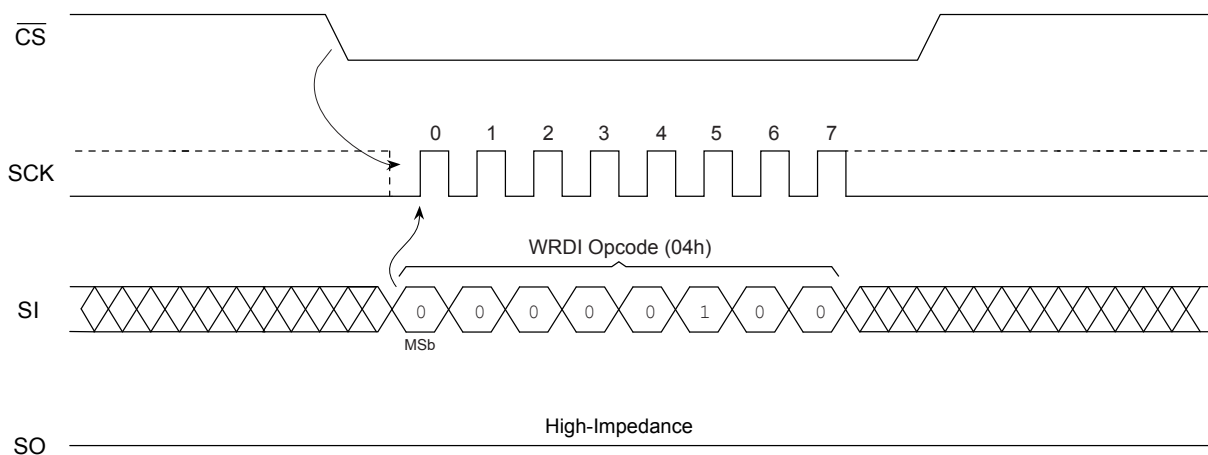 CS
0 1 2 3 4 5 6 7
SCK
WRDI Opcode (04h)
SI
0 0 0 0 0 1 0 0
MSb
High-Impedance
SO